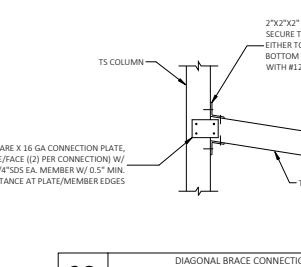 2"X2"X2"
SECURE T
EITHER TO
BOTTOM
WITH #12
TS COLUMN
ARE X 16 GA CONNECTION PLATE,
E/FACE ((2) PER CONNECTION) W/
/4"SDS EA. MEMBER W/ 0.5" MIN.
TANCE AT PLATE/MEMBER EDGES
T
DIAGONAL BRACE CONNECTIO